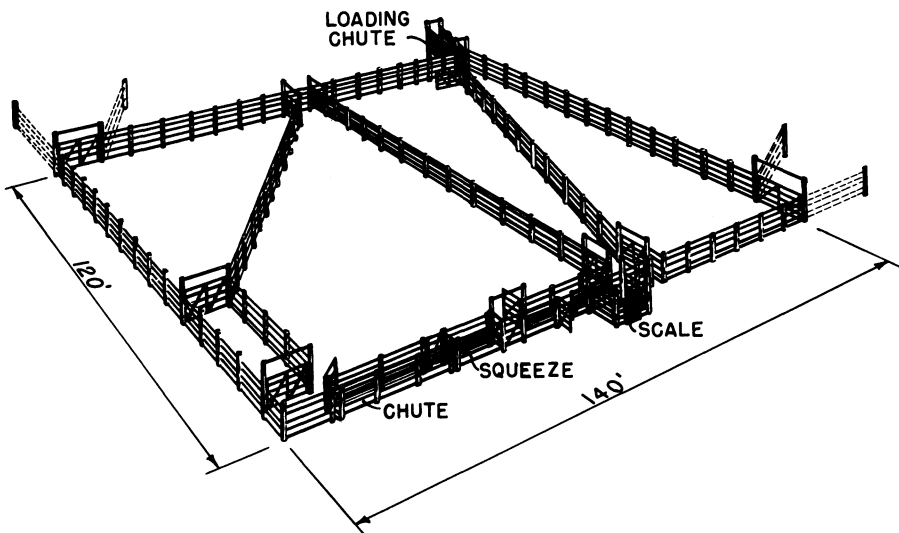 LOADING
CHUTE
120'
SCALE
SQUEEZE
140'
CHUTE